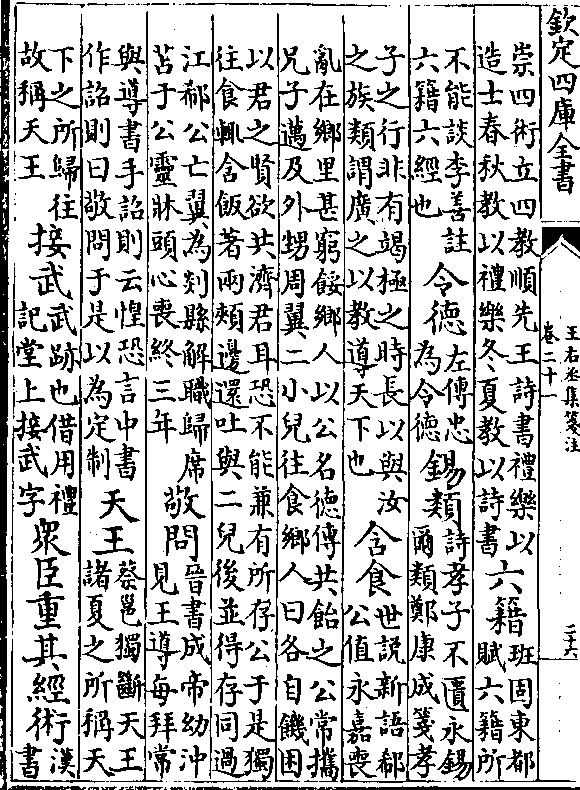 欽定四庫全書
王右丞集箋注
卷二十一
二十六
崇四術立四教順先王詩書禮樂以
造士春秋教以禮樂冬夏教以詩書
六籍
班固東都
賦六籍所
不能談李善註
六籍六經也
令德
左傳忠
為令德
錫類
詩孝子不匱永錫
爾類鄭康成箋孝
子之行非有竭極之時長以與汝
之族類謂廣之以教導天下也
含食
世説新語郗
公值永嘉喪
亂在鄉里甚窮餒鄉人以公名德傳共飴之公常攜
兄子邁及外甥周翼二小兒往食鄉人曰各自饑困
以君之賢欲共濟君耳恐不能兼有所存公于是獨
往食輒含飯著兩頰邊還吐與二兒後並得存同過
江郗公亡翼為剡縣解職歸席
苫于公靈牀頭心喪終三年
敬問
晉書成帝幼沖
見王導每拜常
與導書手詔則云惶恐言中書
作詔則曰敬問于是以為定制
天王
蔡邕獨斷天王
諸夏之所稱天
下之所歸往
故稱天王
接武
武跡也借用禮
記堂上接武字
衆臣重其經術
漢
書